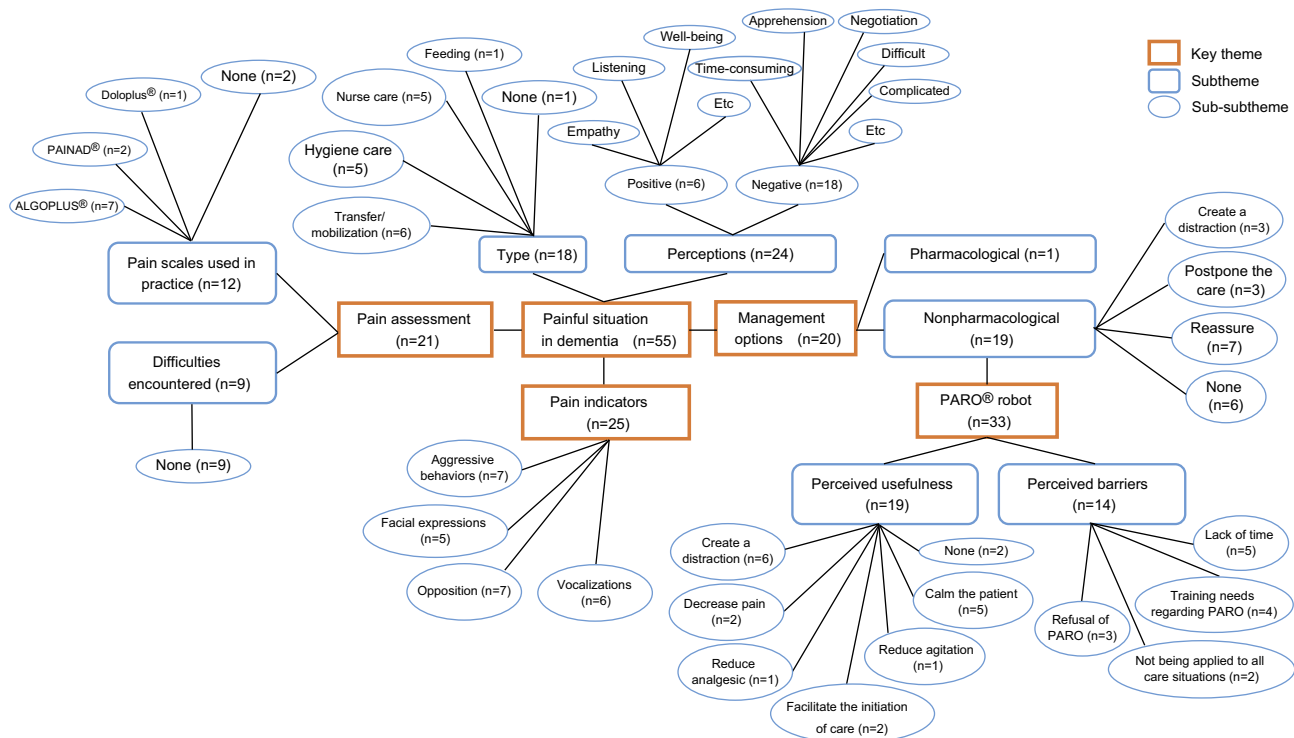 Apprehension
Negotiation
Well-being
Difficult
Feeding (n=1)
Listening
Time-consuming
Complicated
None (n=2)
Doloplus® (n=1)
Nurse care (n=5)
None (n=1)
Etc
Empathy
Etc
PAINAD® (n=2)
Hygiene care
(n=5)
Positive (n=6)
Negative (n=18)
ALGOPLUS® (n=7)
Transfer/
mobilization (n=6)
Key theme
Subtheme
Sub-subtheme
Create a
distraction (n=3)
Pain scales used in
practice (n=12)
Type (n=18)
Perceptions (n=24)
Pharmacological (n=1)
Postpone the
care (n=3)
Pain assessment
(n=21)
Painful situation
in dementia (n=55)
Management
options (n=20)
Nonpharmacological
(n=19)
Reassure
(n=7)
Difficulties
encountered (n=9)
None
(n=6)
Pain indicators
(n=25)
PARO® robot
(n=33)
None (n=9)
Aggressive
behaviors (n=7)
Facial expressions
(n=5)
Opposition (n=7)
Vocalizations
(n=6)
Perceived usefulness
(n=19)
Perceived barriers
(n=14)
Create a
distraction (n=6)
None (n=2)
Lack of time
(n=5)
Decrease pain
(n=2)
Calm the patient
(n=5)
Training needs
regarding PARO (n=4)
Refusal of
PARO (n=3)
Reduce
analgesic (n=1)
Reduce agitation
(n=1)
Not being applied to all
care situations (n=2)
Facilitate the initiation
of care (n=2)